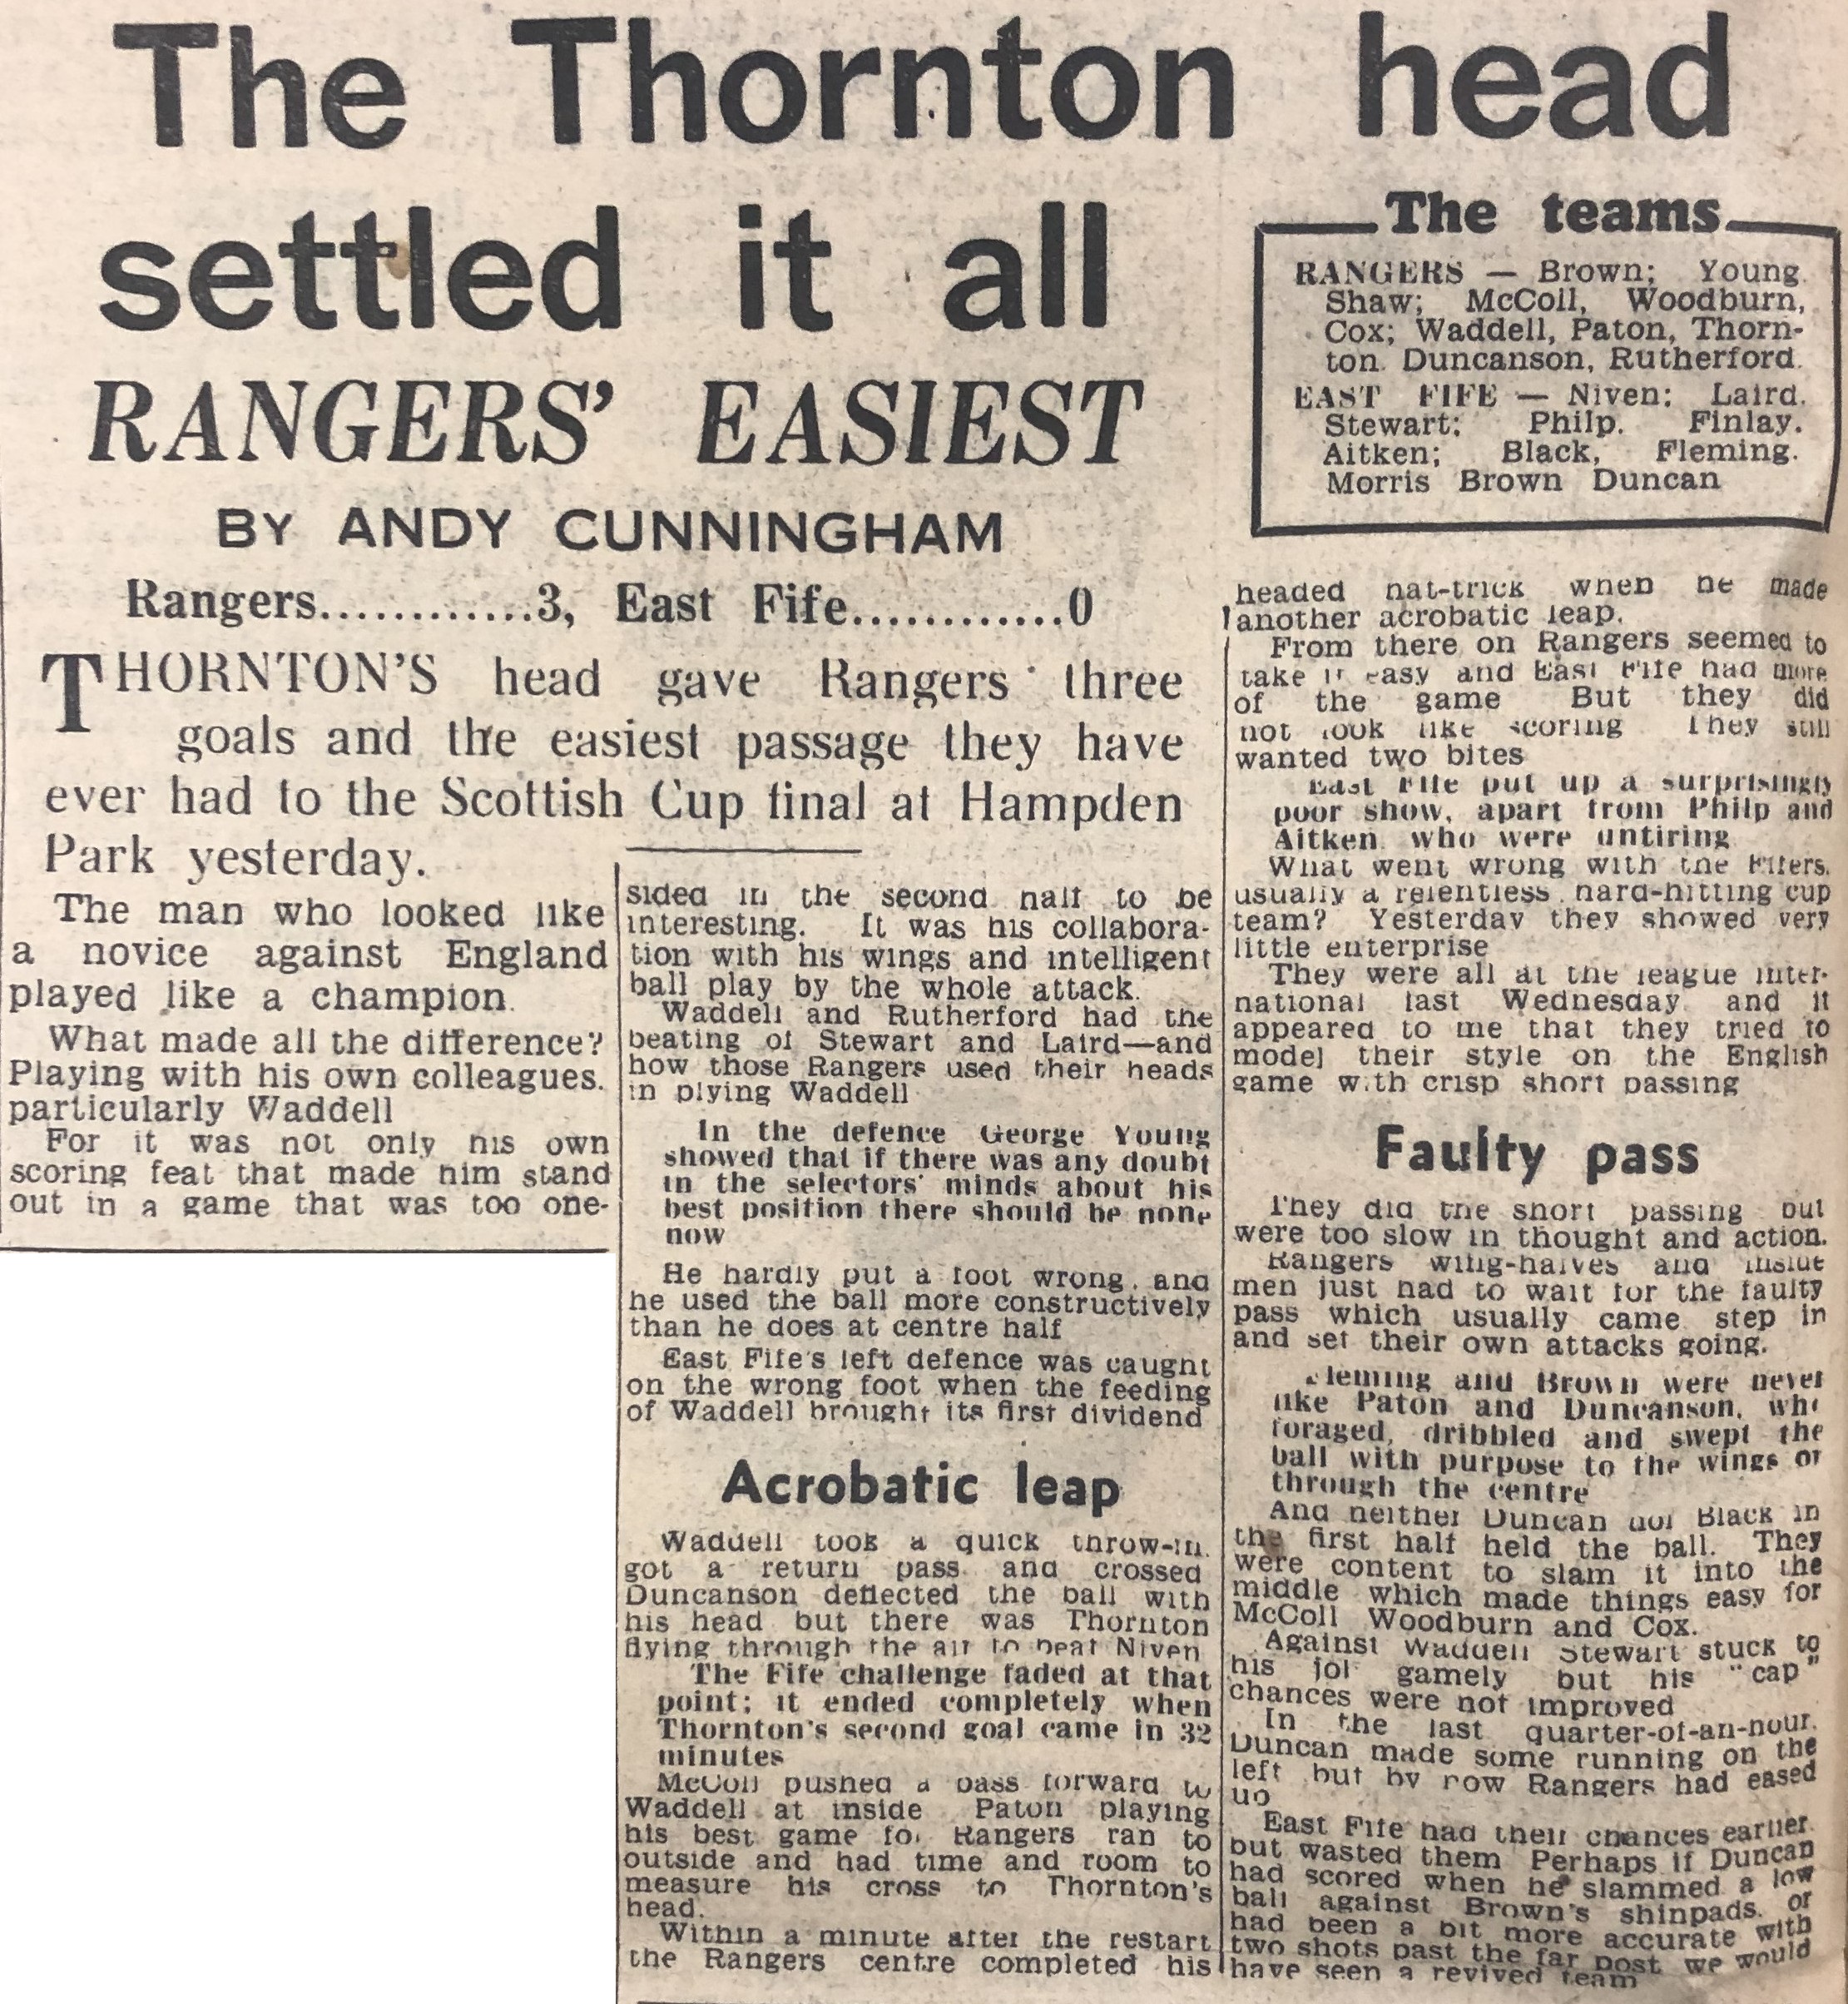 The Thornton head
settled it all
RANGERS' EASIEST
BY ANDY CUNNINGHAM
Rangers............3, East Fife............0
THORNTON'S head gave Rangers three
goals and the easiest passage they have
ever had to the Scottish Cup final at Hampden
Park yesterday.
The man who looked like
a novice against England
played like a champion.
What made all the difference?
Playing with his own colleagues.
particularly Waddell
For it was not only his own
scoring feat that made him stand
out in a game that was too one-
sided in the second half to be
interesting. It was his collabora-
tion with his wings and intelligent
ball play by the whole attack.
Waddell and Rutherford had the
beating of Stewart and Laird—and
how those Rangers used their heads
in plying Waddell
In the defence George Young
showed that if there was any doubt
in the selectors' minds about his
best position there should be none
now
He hardly put a foot wrong, and
he used the ball more constructively
than he does at centre half
East Fife's left defence was caught
on the wrong foot when the feeding
of Waddell brought its first dividend
Acrobatic leap
Waddell took a quick throw-in,
got a return pass and crossed
Duncanson deflected the ball with
his head but there was Thornton
flying through the air to beat Niven
The Fife challenge faded at that
point; it ended completely when
Thornton's second goal came in 32
minutes
McColl pushed a pass forward to
Waddell at inside Paton playing
his best game for Rangers ran to
outside and had time and room to
measure his cross to Thornton's
head.
Within a minute after the restart
the Rangers centre completed his
The teams
RANGERS — Brown; Young
Shaw; McColl, Woodburn,
Cox; Waddell, Paton, Thorn-
ton. Duncanson, Rutherford.
EAST FIFE — Niven; Laird.
Stewart; Philp. Finlay.
Aitken; Black, Fleming.
Morris Brown Duncan
headed hat-trick when he made
another acrobatic leap.
From there on Rangers seemed to
take it easy and East Fife had more
of the game But they did
not look like scoring They still
wanted two bites
East Fife put up a surprisingly
poor show, apart from Philp and
Aitken, who were untiring
What went wrong with the Fifers,
usually a relentless, hard-hitting cup
team? Yesterday they showed very
little enterprise
They were all at the league inter-
national last Wednesday and it
appeared to me that they tried to
model their style on the English
game with crisp short passing
Faulty pass
They did the short passing but
were too slow in thought and action.
Rangers wing-halves and inside
men just had to wait for the faulty
pass which usually came step in
and set their own attacks going.
Fleming and Brown were never
like Paton and Duncanson, who
foraged, dribbled and swept the
ball with purpose to the wings or
through the centre
And neither Duncan nor Black in
the first half held the ball. They
were content to slam it into the
middle which made things easy for
McColl Woodburn and Cox.
Against Waddell Stewart stuck to
his job gamely but his "cap"
chances were not improved
In the last quarter-of-an-hour,
Duncan made some running on the
left but by now Rangers had eased
up
East Fife had their chances earlier
but wasted them Perhaps if Duncan
had scored when he slammed a low
ball against Brown's shinpads, or
had been a bit more accurate with
two shots past the far post we would
have seen a revived team